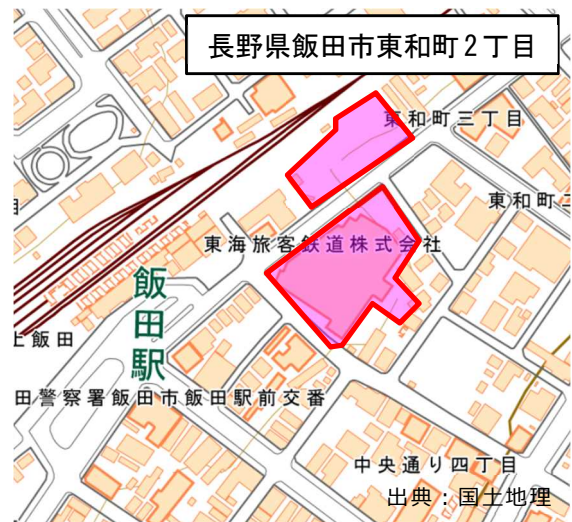 長野県飯田市東和町2丁目
東和町三丁目
東和町二
東海旅客鉄道株式会社
飯田駅
上飯田
田警察署飯田市飯田駅前交番
中央通り四丁目
出典:国土地理